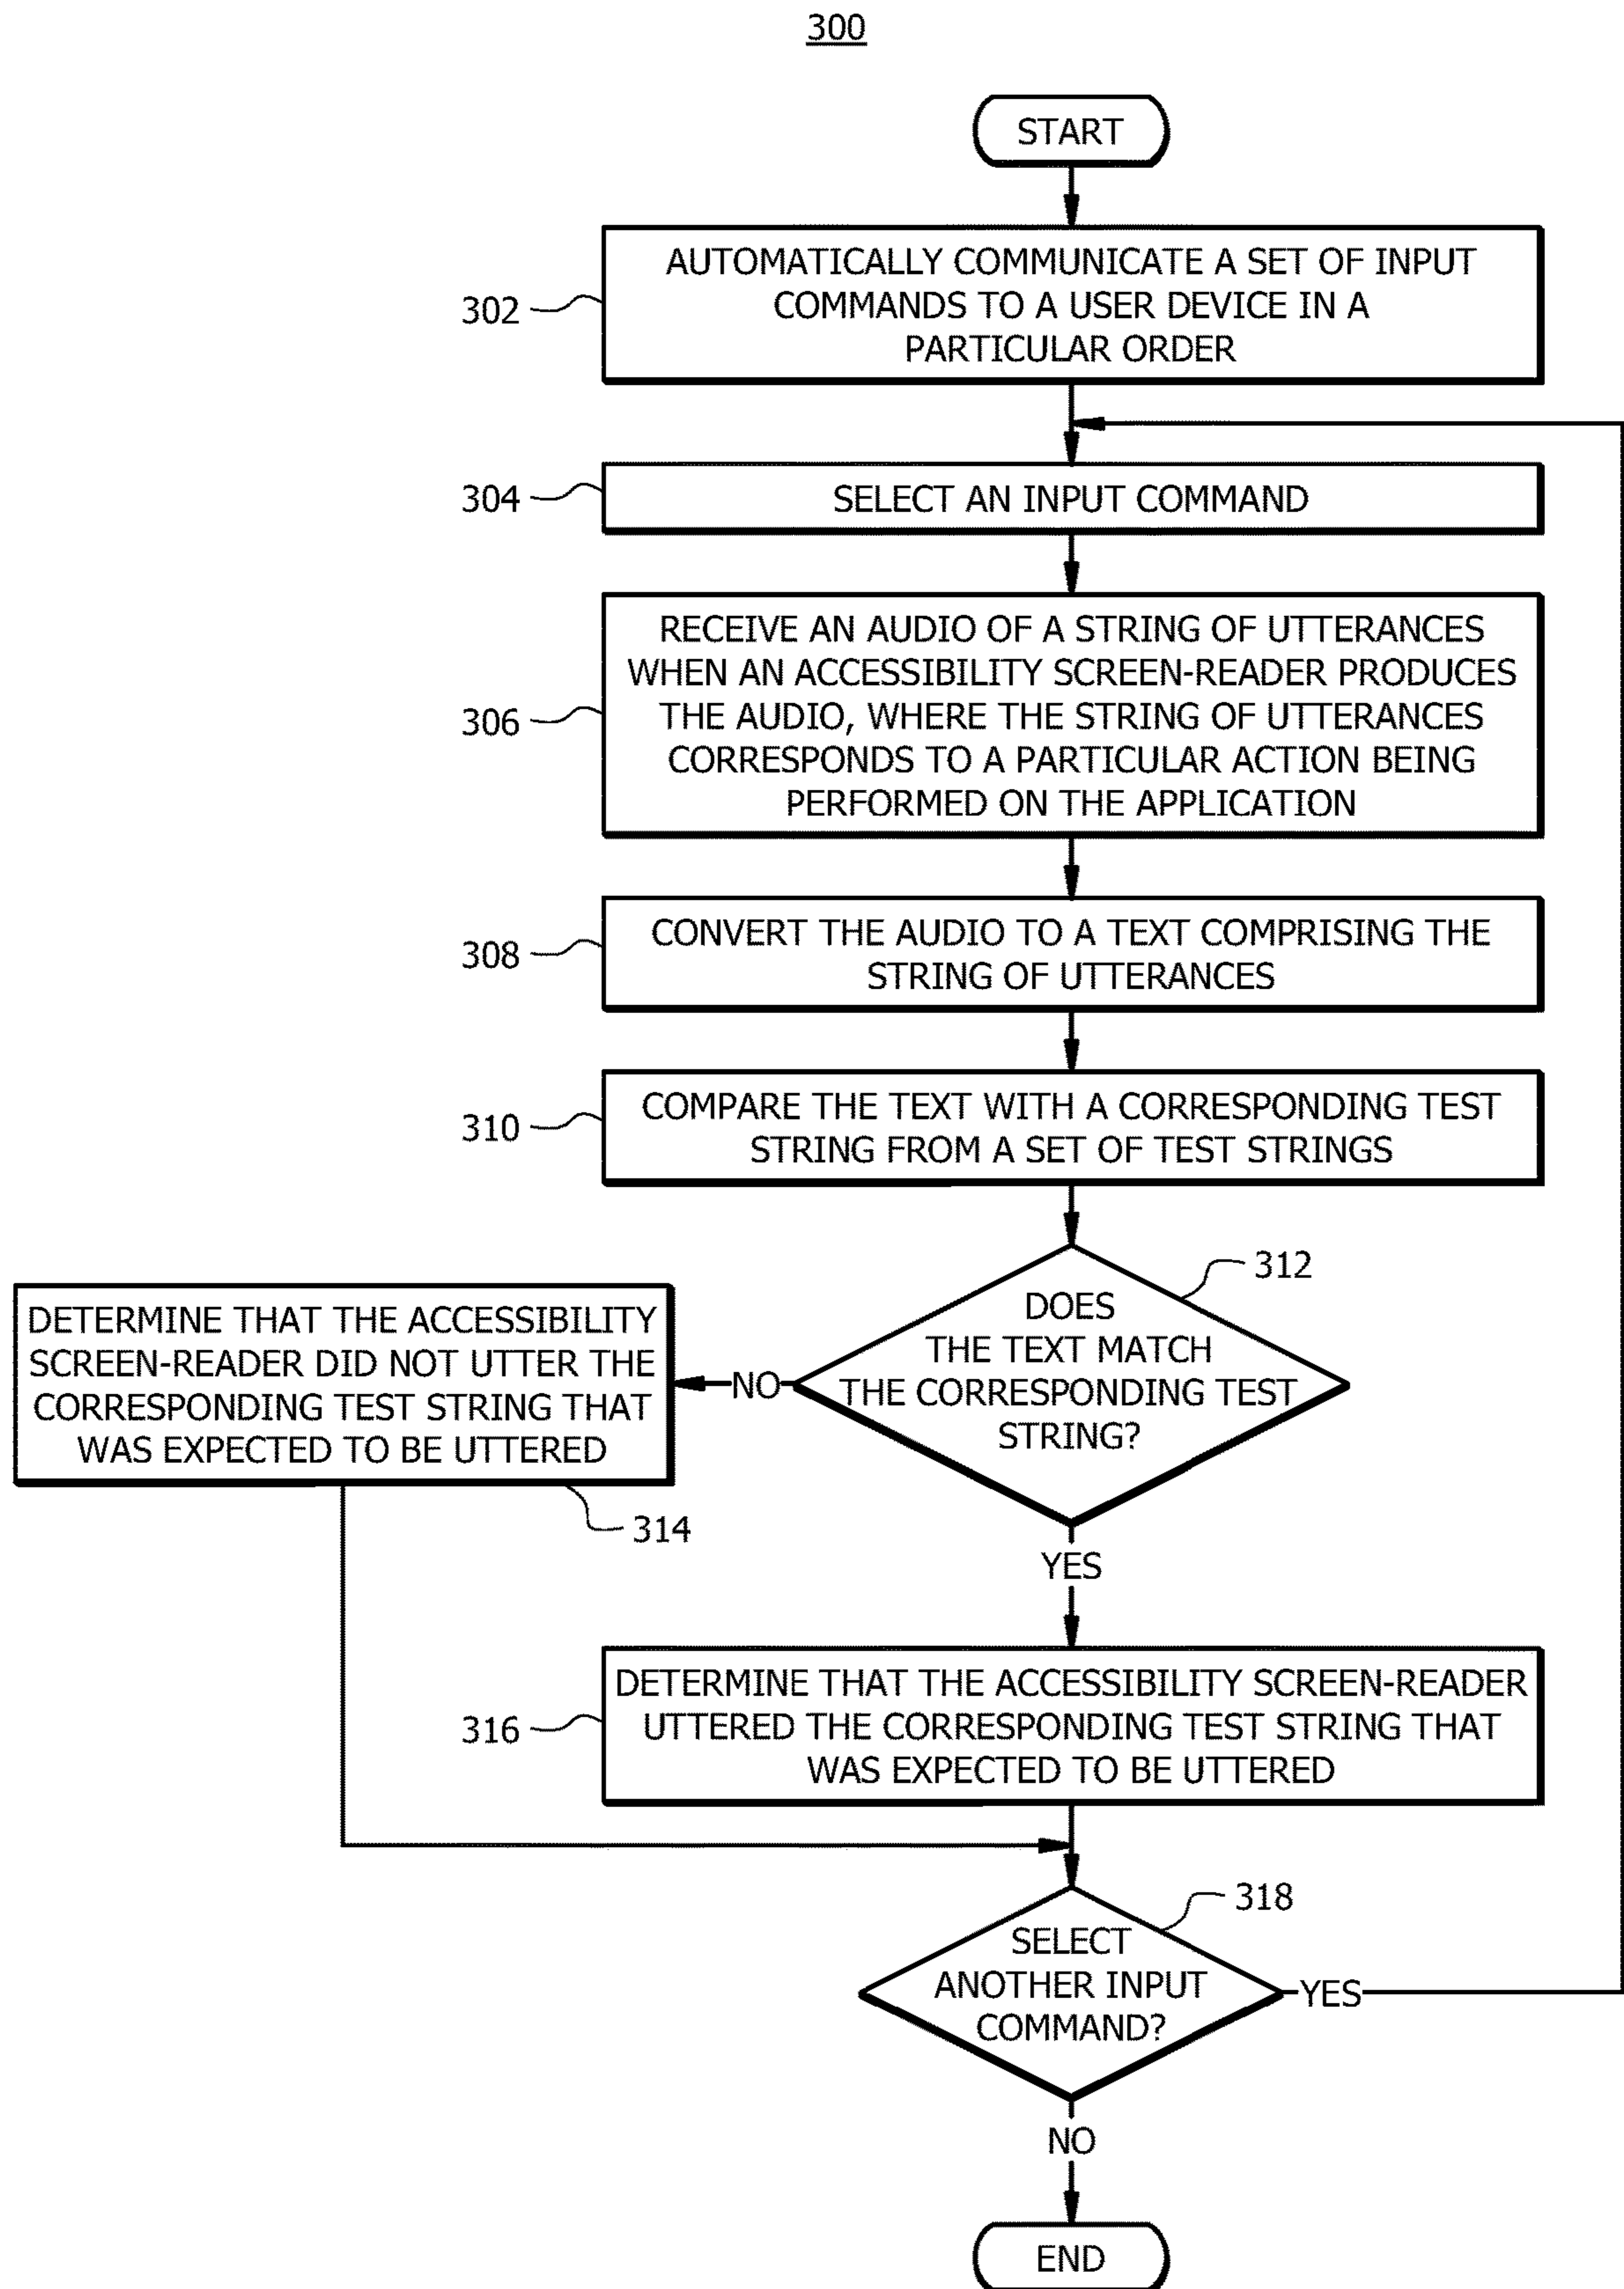 300
START
302
AUTOMATICALLY COMMUNICATE A SET OF INPUT
COMMANDS TO A USER DEVICE IN A
PARTICULAR ORDER
304
SELECT AN INPUT COMMAND
306
RECEIVE AN AUDIO OF A STRING OF UTTERANCES
WHEN AN ACCESSIBILITY SCREEN-READER PRODUCES
THE AUDIO, WHERE THE STRING OF UTTERANCES
CORRESPONDS TO A PARTICULAR ACTION BEING
PERFORMED ON THE APPLICATION
308
CONVERT THE AUDIO TO A TEXT COMPRISING THE
STRING OF UTTERANCES
310
COMPARE THE TEXT WITH A CORRESPONDING TEST
STRING FROM A SET OF TEST STRINGS
312
DOES
THE TEXT MATCH
THE CORRESPONDING TEST
STRING?
NO
DETERMINE THAT THE ACCESSIBILITY
SCREEN-READER DID NOT UTTER THE
CORRESPONDING TEST STRING THAT
WAS EXPECTED TO BE UTTERED
314
YES
316
DETERMINE THAT THE ACCESSIBILITY SCREEN-READER
UTTERED THE CORRESPONDING TEST STRING THAT
WAS EXPECTED TO BE UTTERED
318
SELECT
ANOTHER INPUT
COMMAND?
YES
NO
END